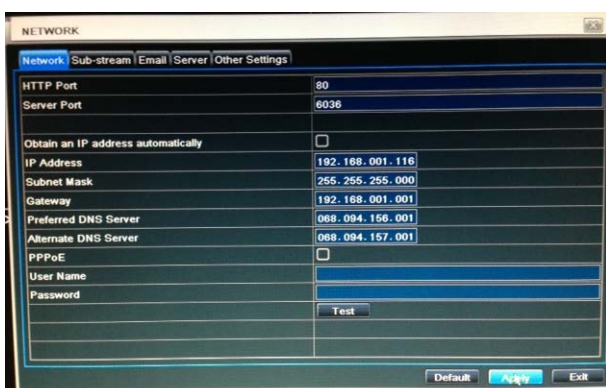 NETWORK
Network Sub-stream Email Server Other Settings
HTTP Port 80
Server Port 6036
Obtain an IP address automatically
IP Address 192.168.001.116
Subnet Mask 255.255.255.000
Gateway 192.168.001.001
Preferred DNS Server 068.094.156.001
Alternate DNS Server 068.094.157.001
PPPoE
User Name
Password
Test
Default Apply Exit